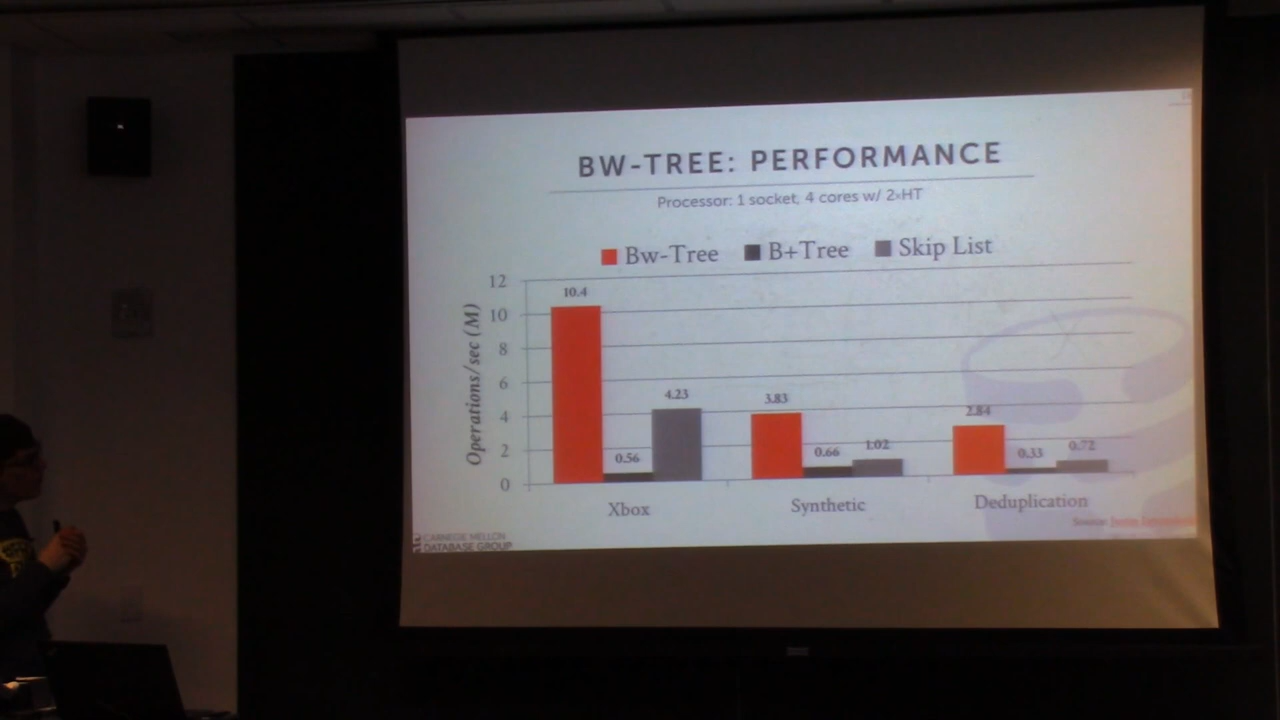 BW-TREE: PERFORMANCE
Processor: 1 socket, 4 cores w/ 2×HT
Bw-Tree B+Tree Skip List
Operations/sec (M)
12
10
8
6
4
2
0
10.4
0.56
4.23
3.83
0.66
1.02
2.84
0.33
0.72
Xbox Synthetic Deduplication
Source: Justin
CARNEGIE MELLON
DATABASE GROUP